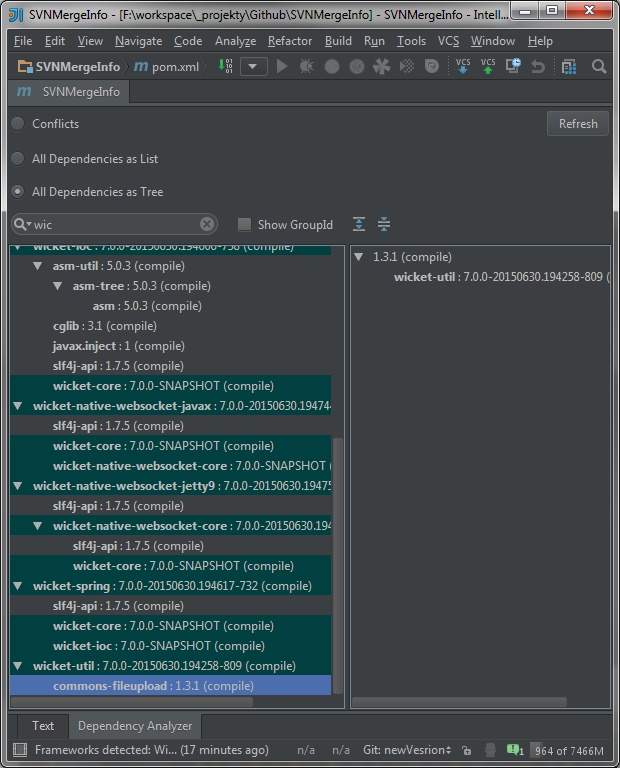 SVNMergeInfo - [F:\workspace\_projekty\Github\SVNMergeInfo] - SVNMergeInfo - Intell...
File Edit View Navigate Code Analyze Refactor Build Run Tools VCS Window Help
SVNMergeInfo m pom.xml VCS VCS
m SVNMergeInfo
Conflicts Refresh
All Dependencies as List
All Dependencies as Tree
wic Show GroupId
wicket-ioc : 7.0.0-20150630.194606-758 (compile)
asm-util : 5.0.3 (compile)
asm-tree : 5.0.3 (compile)
asm : 5.0.3 (compile)
cglib : 3.1 (compile)
javax.inject : 1 (compile)
slf4j-api : 1.7.5 (compile)
wicket-core : 7.0.0-SNAPSHOT (compile)
wicket-native-websocket-javax : 7.0.0-20150630.19474
slf4j-api : 1.7.5 (compile)
wicket-core : 7.0.0-SNAPSHOT (compile)
wicket-native-websocket-core : 7.0.0-SNAPSHOT (
wicket-native-websocket-jetty9 : 7.0.0-20150630.1947
slf4j-api : 1.7.5 (compile)
wicket-native-websocket-core : 7.0.0-20150630.194
slf4j-api : 1.7.5 (compile)
wicket-core : 7.0.0-SNAPSHOT (compile)
wicket-spring : 7.0.0-20150630.194617-732 (compile)
slf4j-api : 1.7.5 (compile)
wicket-core : 7.0.0-SNAPSHOT (compile)
wicket-ioc : 7.0.0-SNAPSHOT (compile)
wicket-util : 7.0.0-20150630.194258-809 (compile)
commons-fileupload : 1.3.1 (compile)
1.3.1 (compile)
wicket-util : 7.0.0-20150630.194258-809 (
Text Dependency Analyzer
Frameworks detected: Wi... (17 minutes ago) n/a n/a Git: newVesrion 1 964 of 7466M